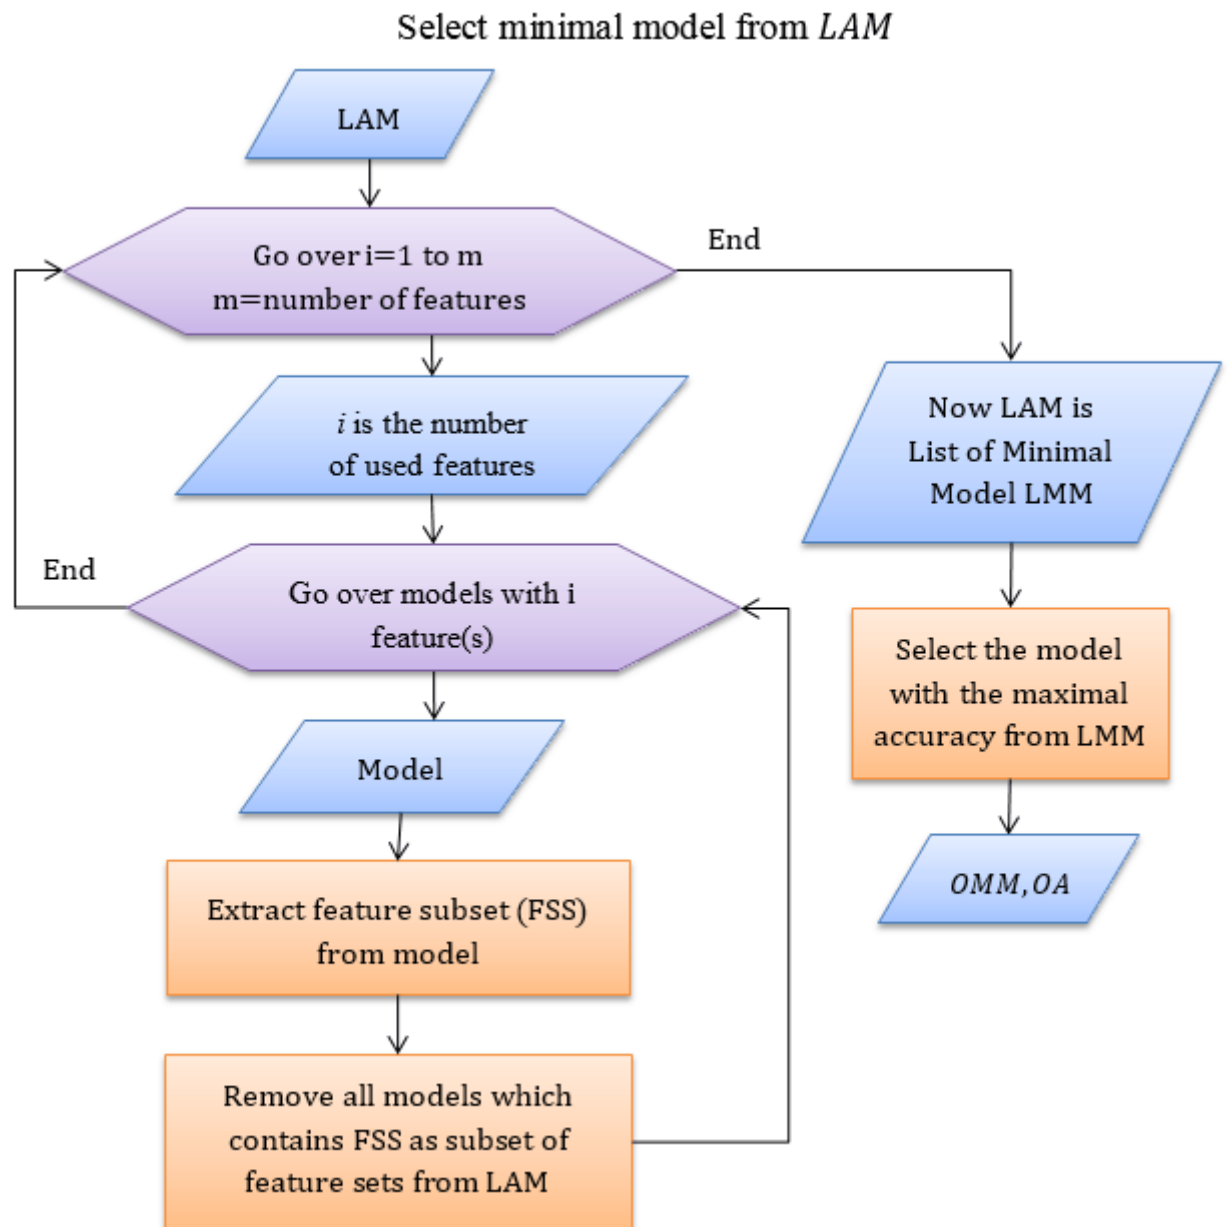 Select minimal model from LAM
LAM
Go over i=1 to m
m=number of features
End
i is the number
of used features
Now LAM is
List of Minimal
Model LMM
End
Go over models with i
feature(s)
Select the model
with the maximal
accuracy from LMM
Model
OMM,OA
Extract feature subset (FSS)
from model
Remove all models which
contains FSS as subset of
feature sets from LAM